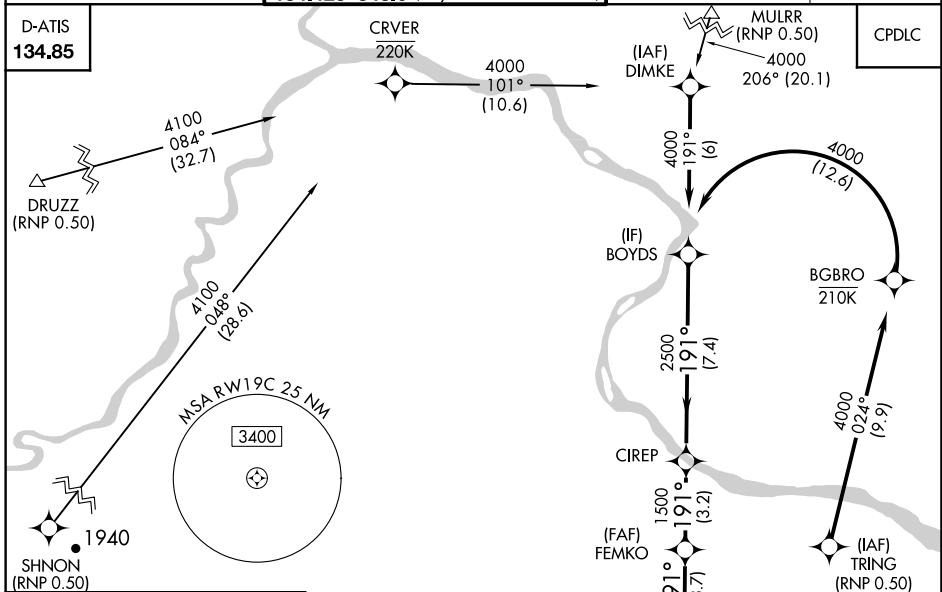 D-ATIS
134.85
CRVER
220K
4000
101°
(10.6)
MULRR
(RNP 0.50)
4000
206° (20.1)
(IAF)
DIMKE
CPDLC
4100
084°
(32.7)
DRUZZ
(RNP 0.50)
4000
191°
(6)
4000
(12.6)
(IF)
BOYDS
BGBRO
210K
4100
048°
(28.6)
2500
191°
(7.4)
MSA RW19C 25 NM
3400
4000
024°
(9.9)
CIREP
1500
191°
(3.2)
1940
SHNON
(RNP 0.50)
(FAF)
FEMKO
(IAF)
TRING
(RNP 0.50)